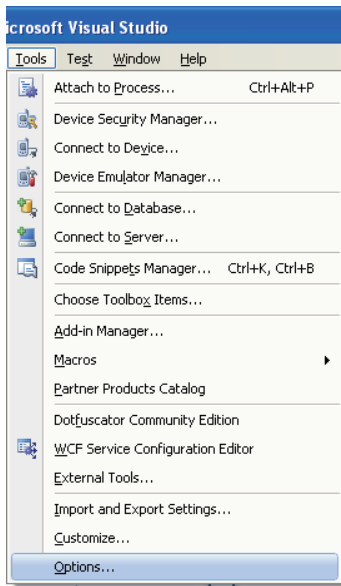 icrosoft Visual Studio
Tools Test Window Help
Attach to Process... Ctrl+Alt+P
Device Security Manager...
Connect to Device...
Device Emulator Manager...
Connect to Database...
Connect to Server...
Code Snippets Manager... Ctrl+K, Ctrl+B
Choose Toolbox Items...
Add-in Manager...
Macros
Partner Products Catalog
Dotfuscator Community Edition
WCF Service Configuration Editor
External Tools...
Import and Export Settings...
Customize...
Options...